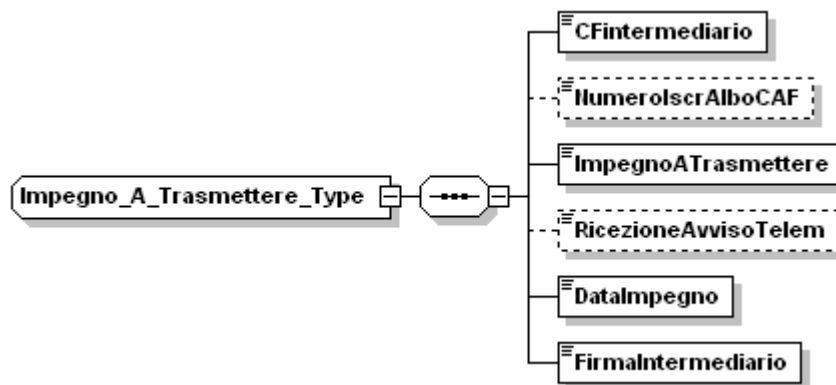 CFintermediario
NumeroIscrAlboCAF
ImpegnoATrasmettere
Impegno_A_Trasmettere_Type
RicezioneAvvisoTelem
DataImpegno
FirmaIntermediario